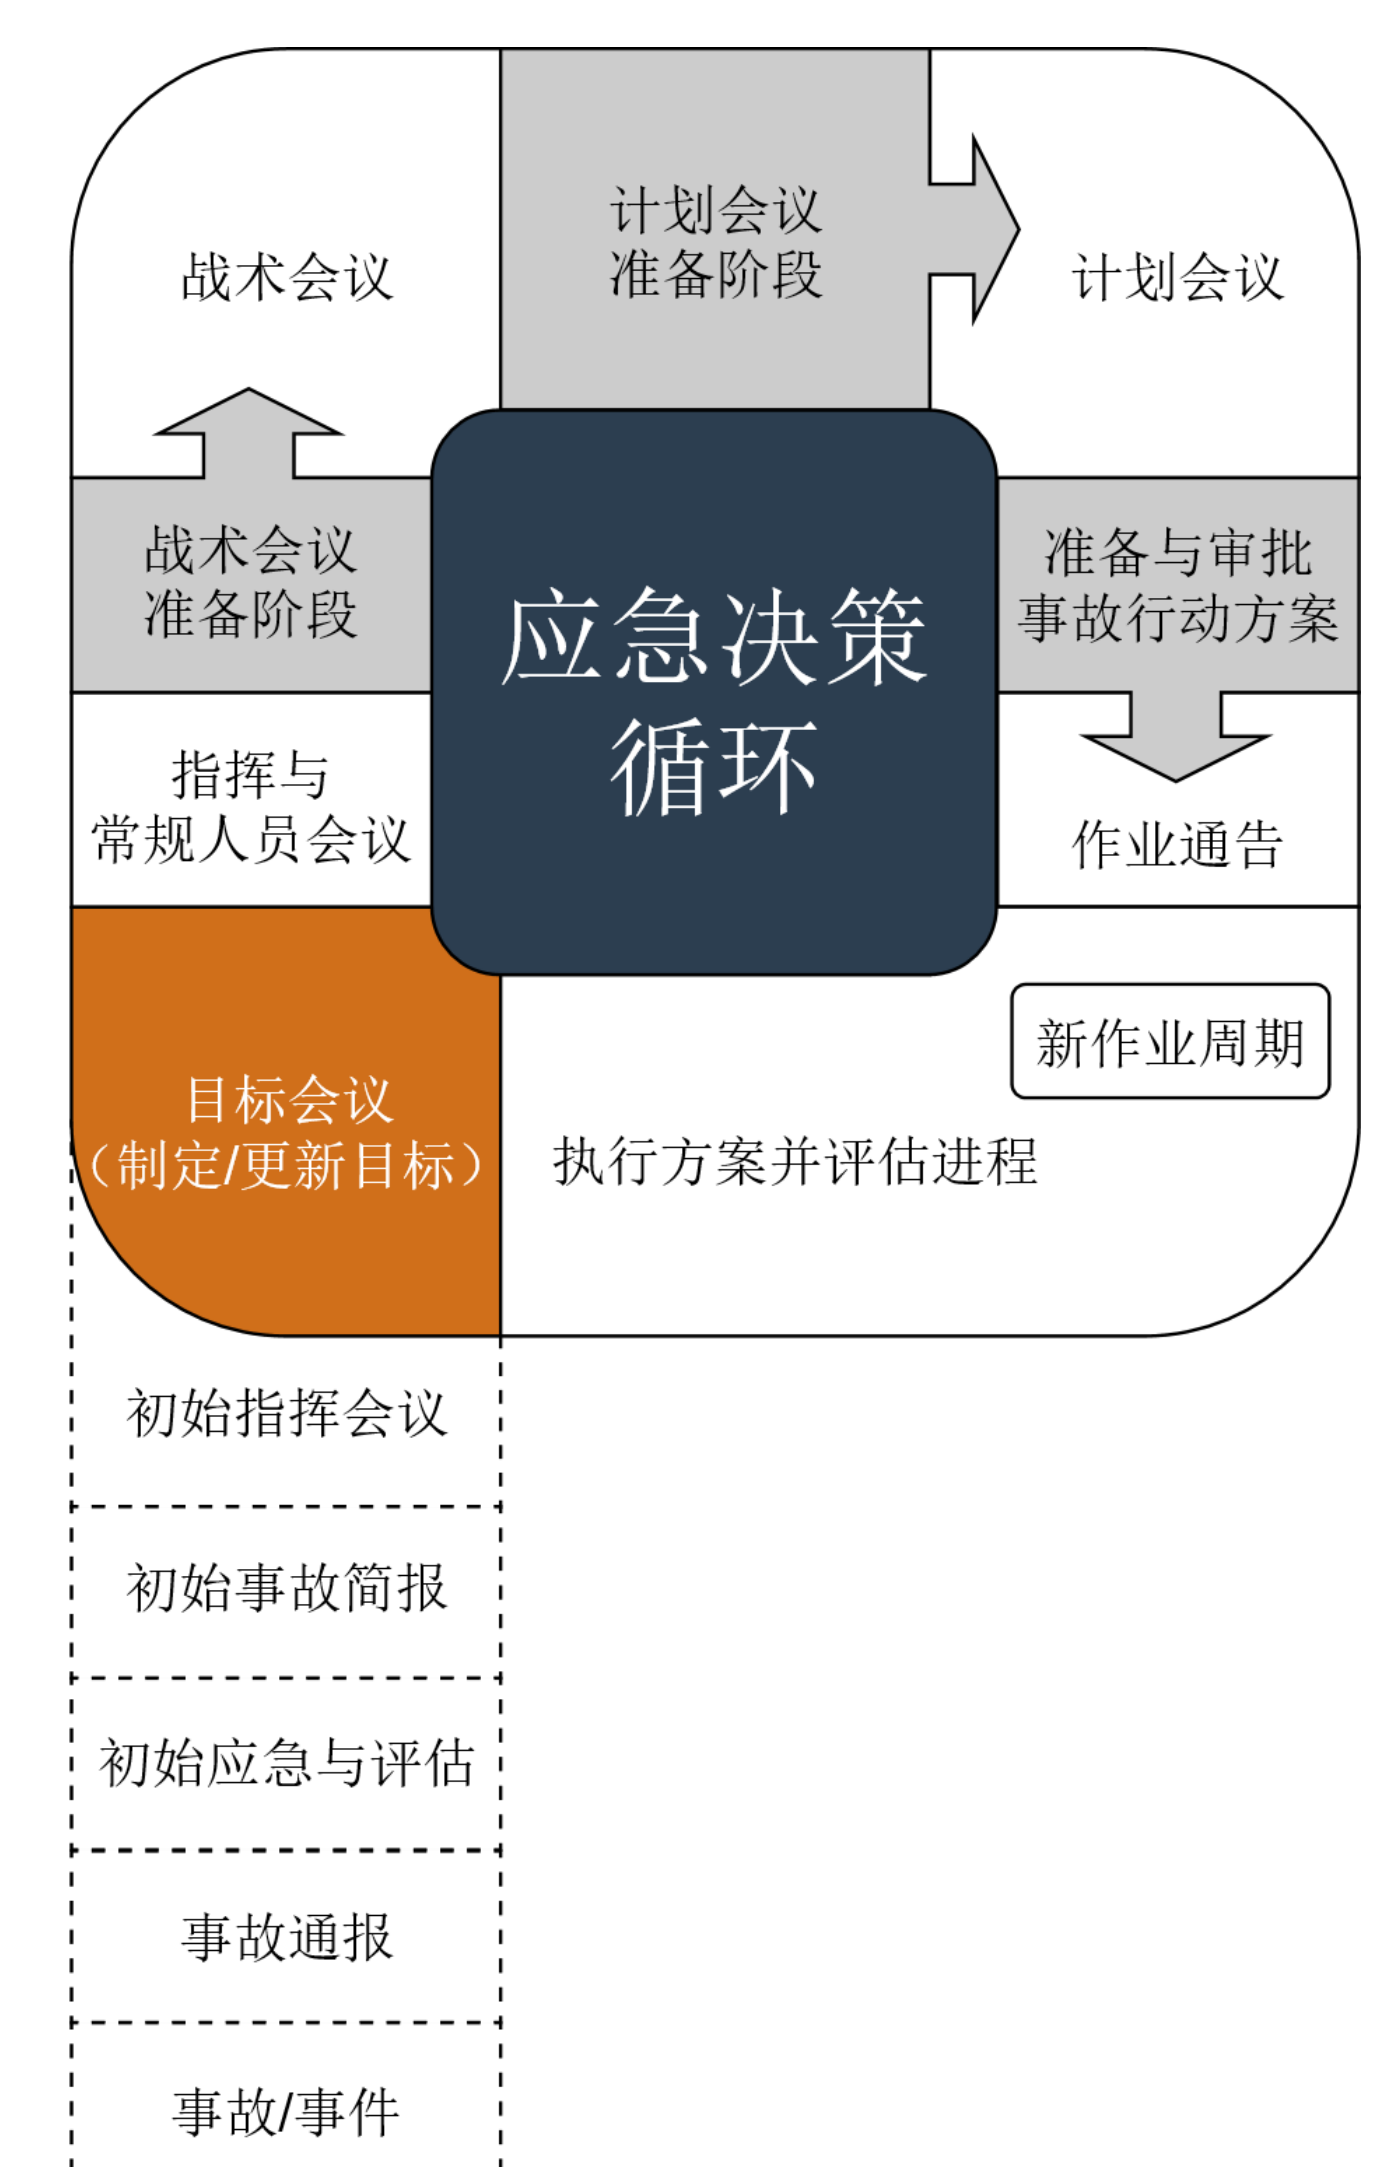 计划会议
准备阶段
战术会议
计划会议
战术会议
准备阶段
准备与审批
事故行动方案
应急决策
循环
指挥与
常规人员会议
作业通告
新作业周期
目标会议
（制定/更新目标）
执行方案并评估进程
初始指挥会议
初始事故简报
初始应急与评估
事故通报
事故/事件